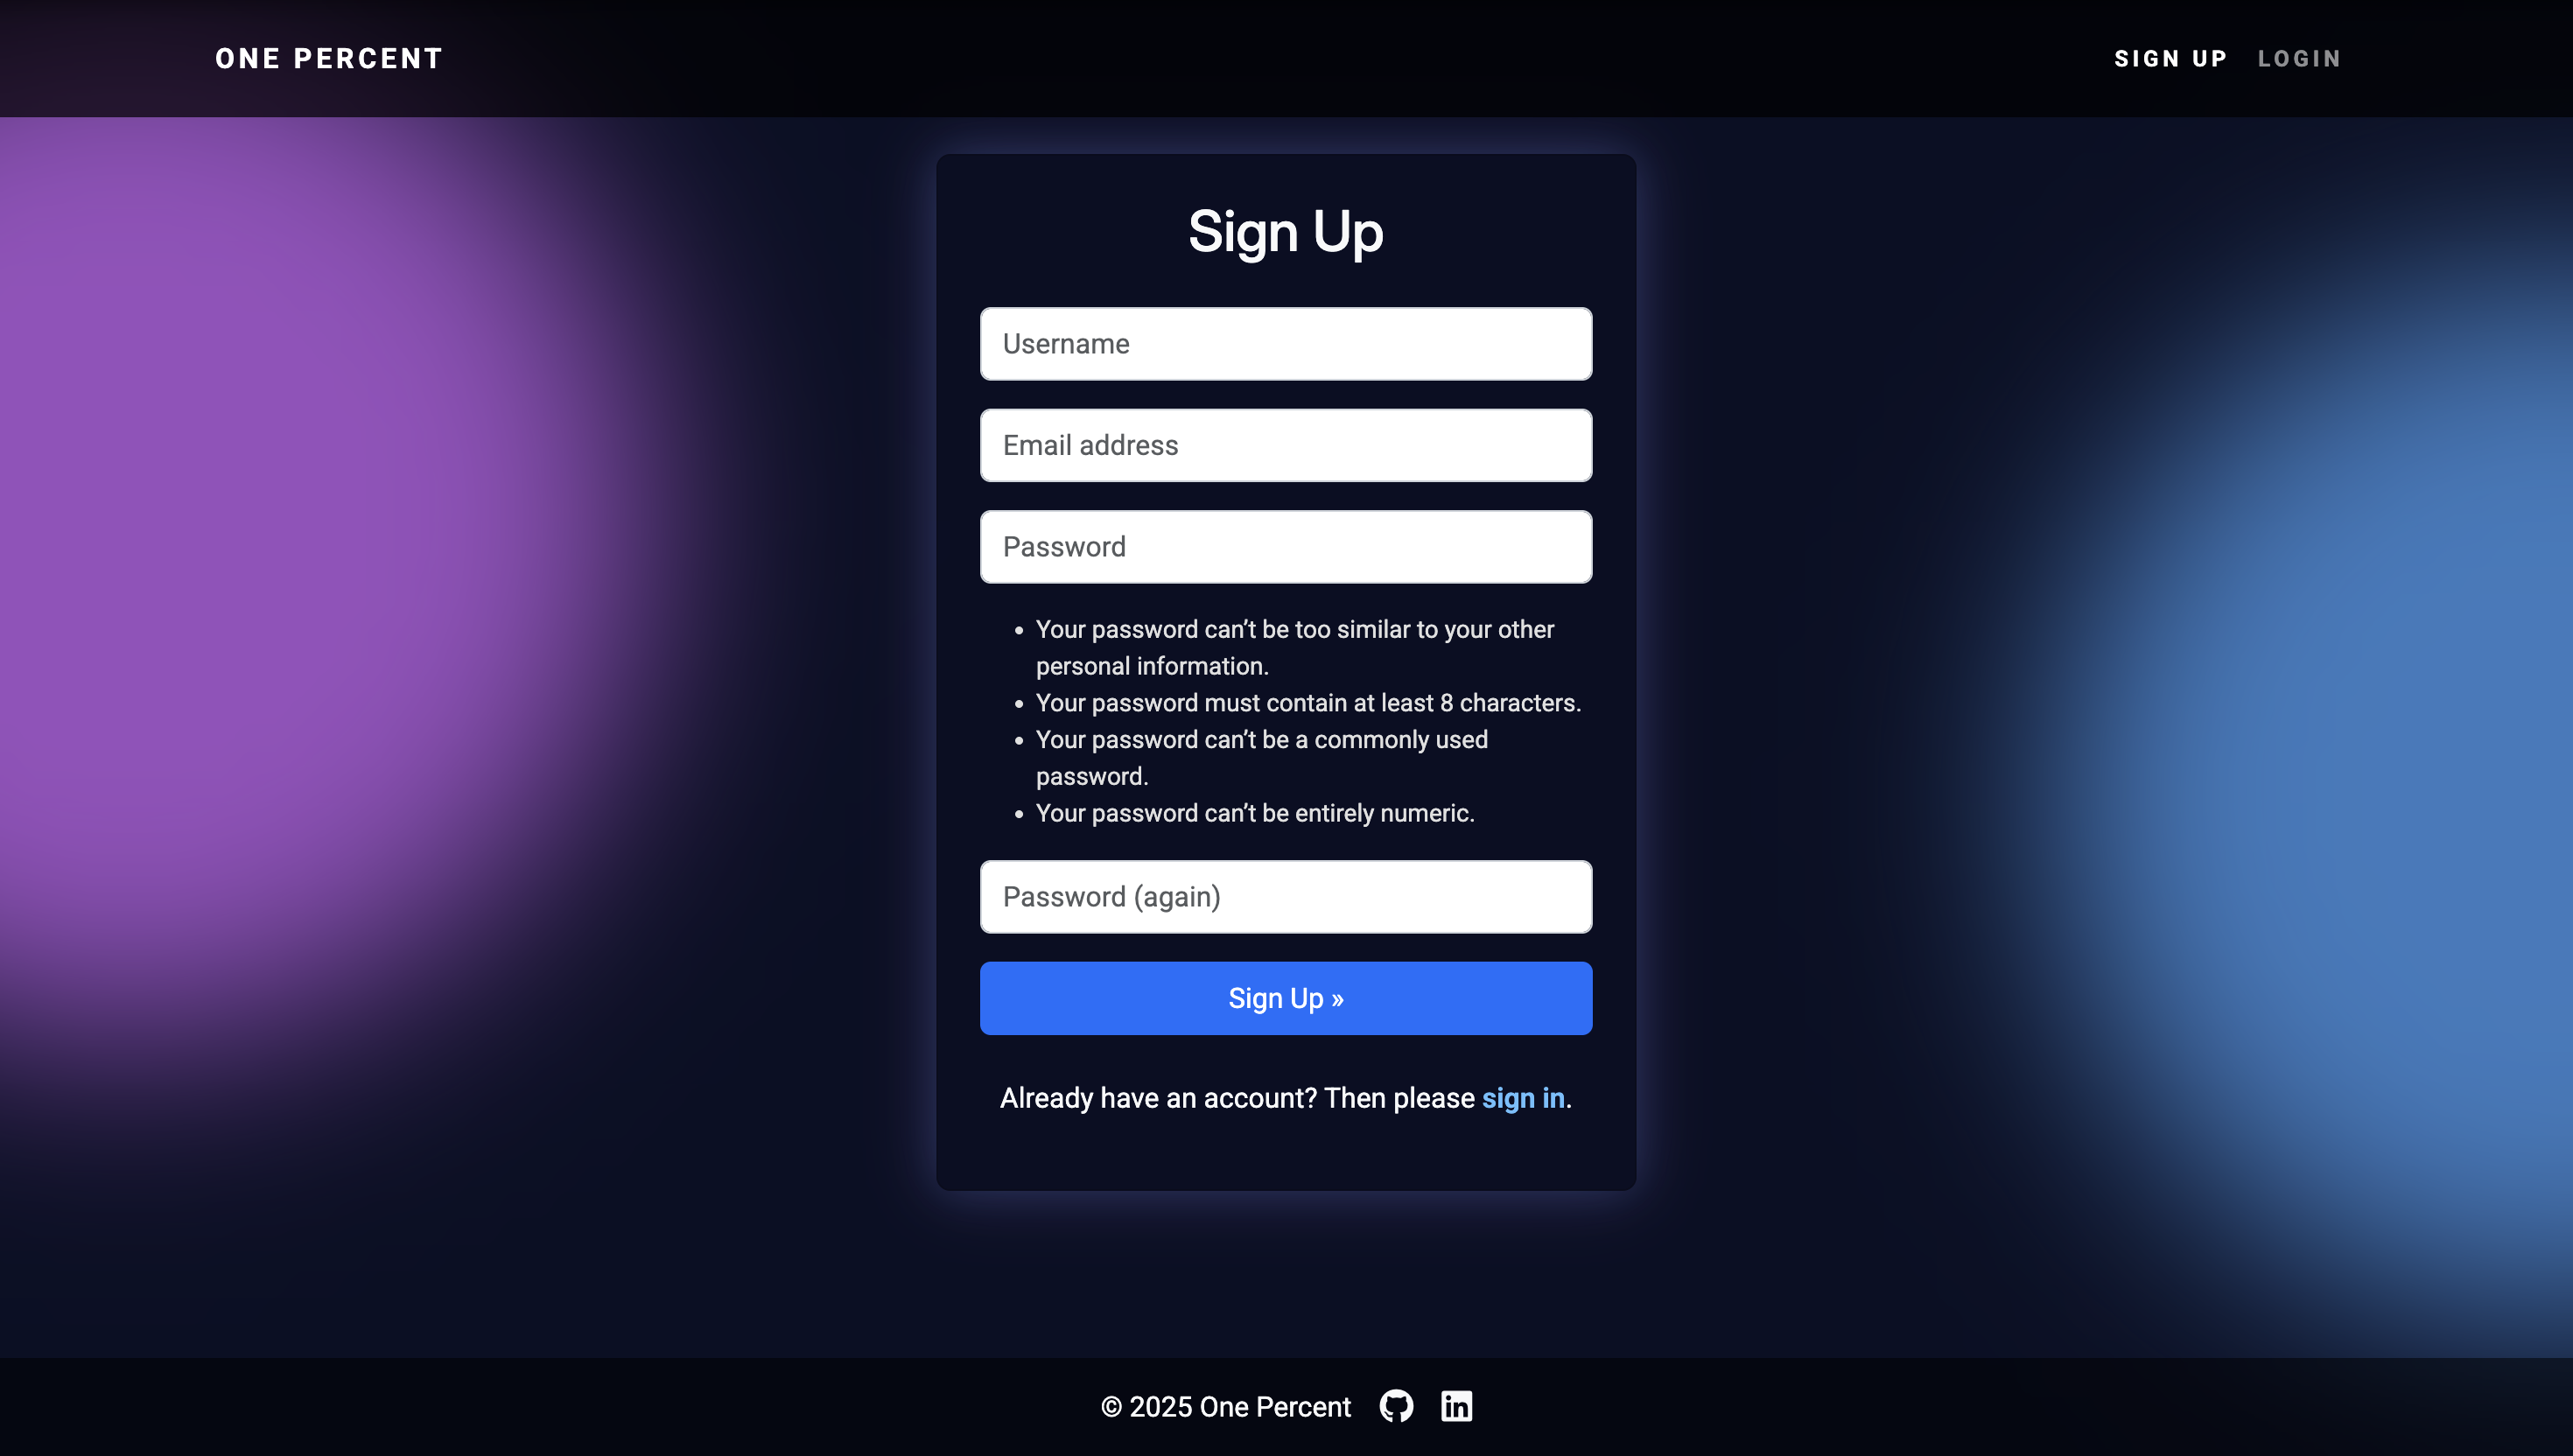 ONE PERCENT
SIGN UP LOGIN
Sign Up
Username
Email address
Password
• Your password can’t be too similar to your other
personal information.
• Your password must contain at least 8 characters.
• Your password can’t be a commonly used
password.
• Your password can’t be entirely numeric.
Password (again)
Sign Up »
Already have an account? Then please sign in.
© 2025 One Percent
in